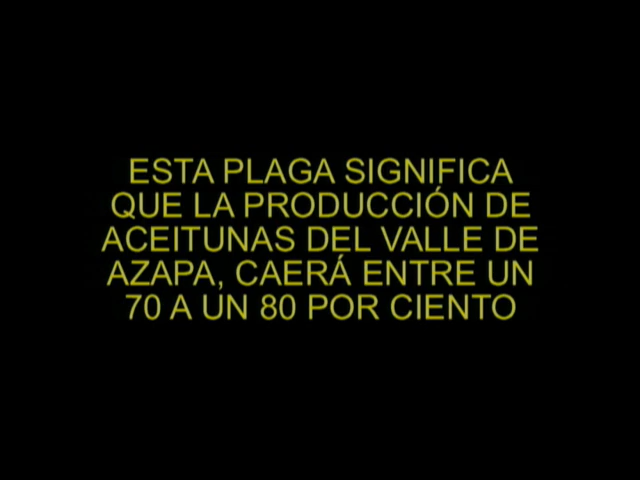 ESTA PLAGA SIGNIFICA
QUE LA PRODUCCIÓN DE
ACEITUNAS DEL VALLE DE
AZAPA, CAERÁ ENTRE UN
70 A UN 80 POR CIENTO